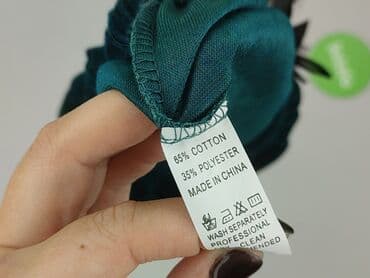 65% COTTON
35% POLYESTER
MADE IN CHINA
WASH SEPARATELY
PROFESSIONAL
CLEAN